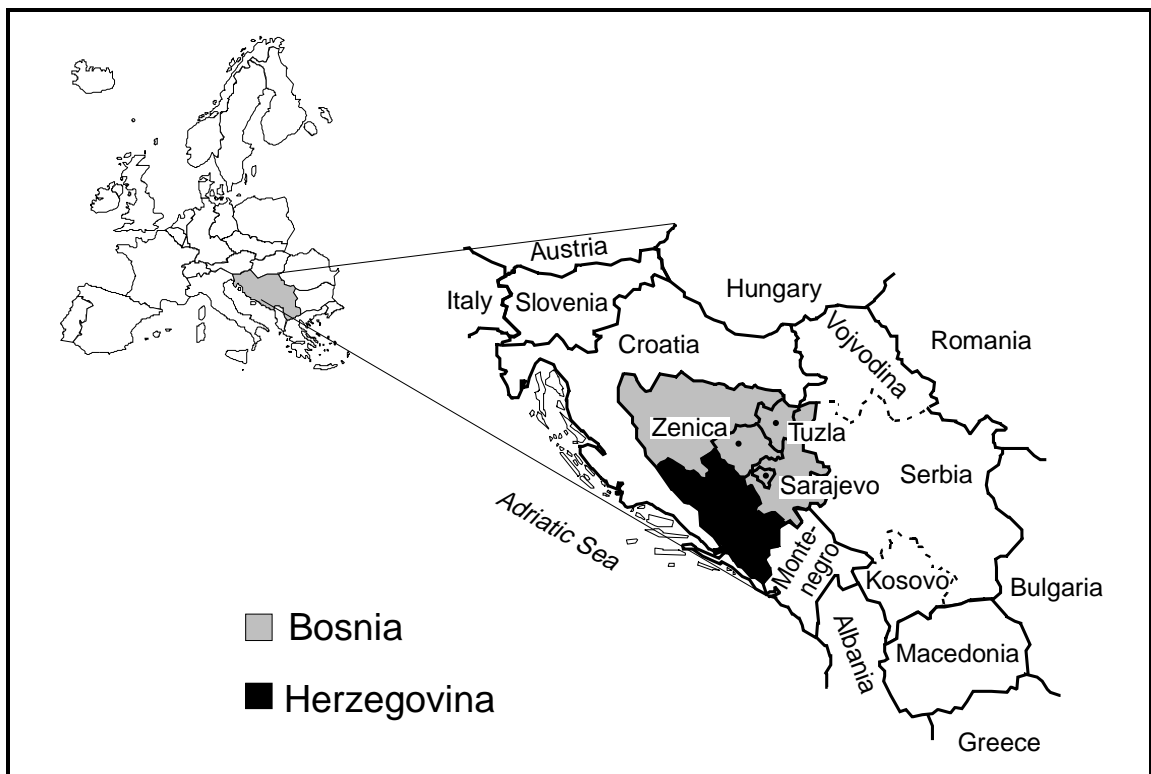 Austria
Italy
Slovenia
Hungary
Croatia
Vojvodina
Romania
Zenica
Tuzla
Sarajevo
Serbia
Adriatic Sea
Monte-
negro
Kosovo
Bulgaria
Albania
Macedonia
Greece
Bosnia
Herzegovina